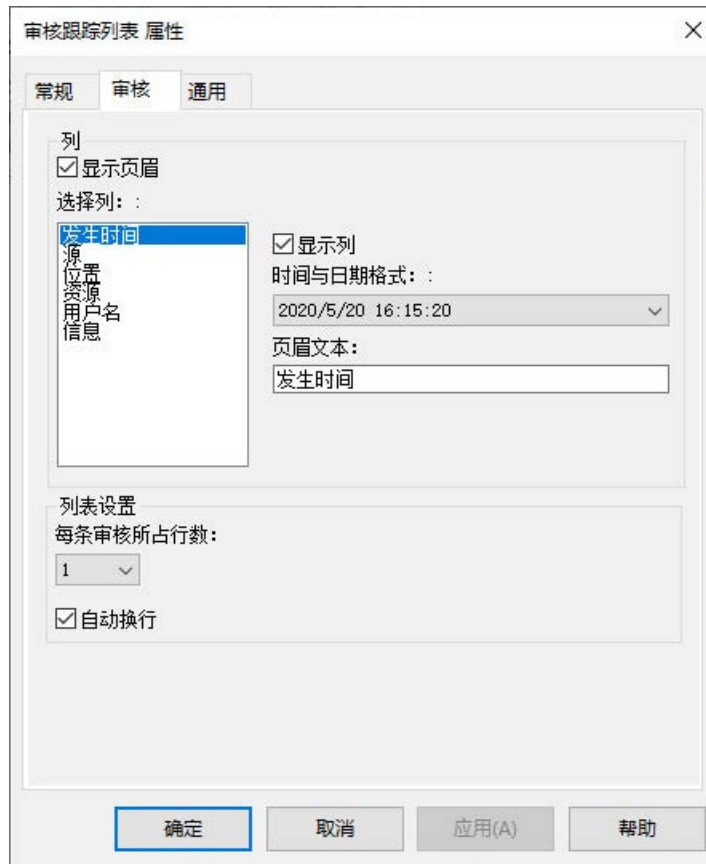 审核跟踪列表 属性
常规 审核 通用
列
显示页眉
选择列：:
发生时间
源
位置
资源
用户名
信息
显示列
时间与日期格式：:
2020/5/20 16:15:20
页眉文本：
发生时间
列表设置
每条审核所占行数：
1
自动换行
确定 取消 应用(A) 帮助